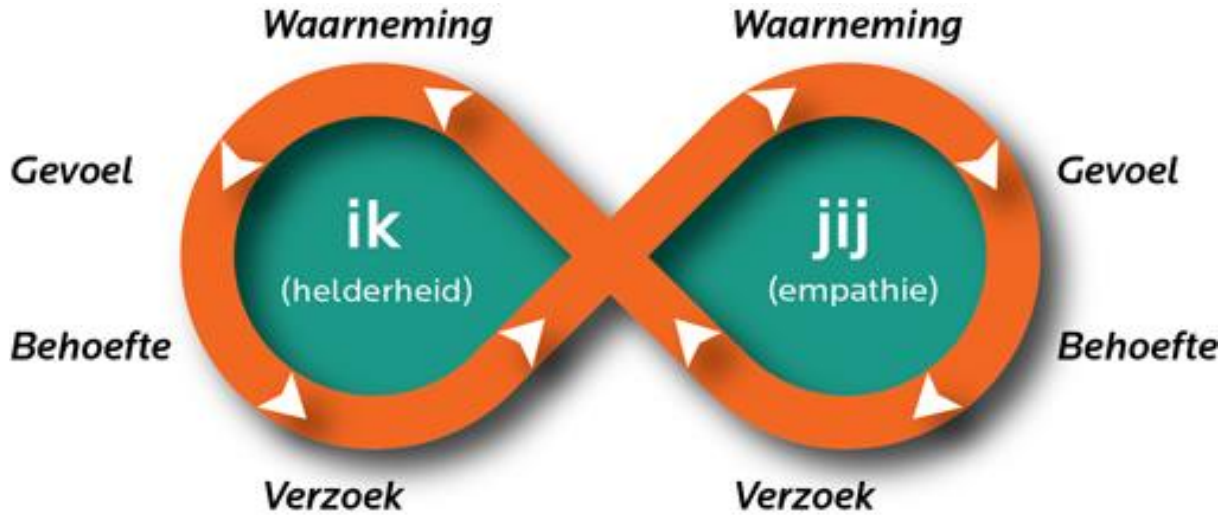 Waarneming
Waarneming
Gevoel
Gevoel
ik
jij
(helderheid)
(empathie)
Behoefte
Behoefte
Verzoek
Verzoek